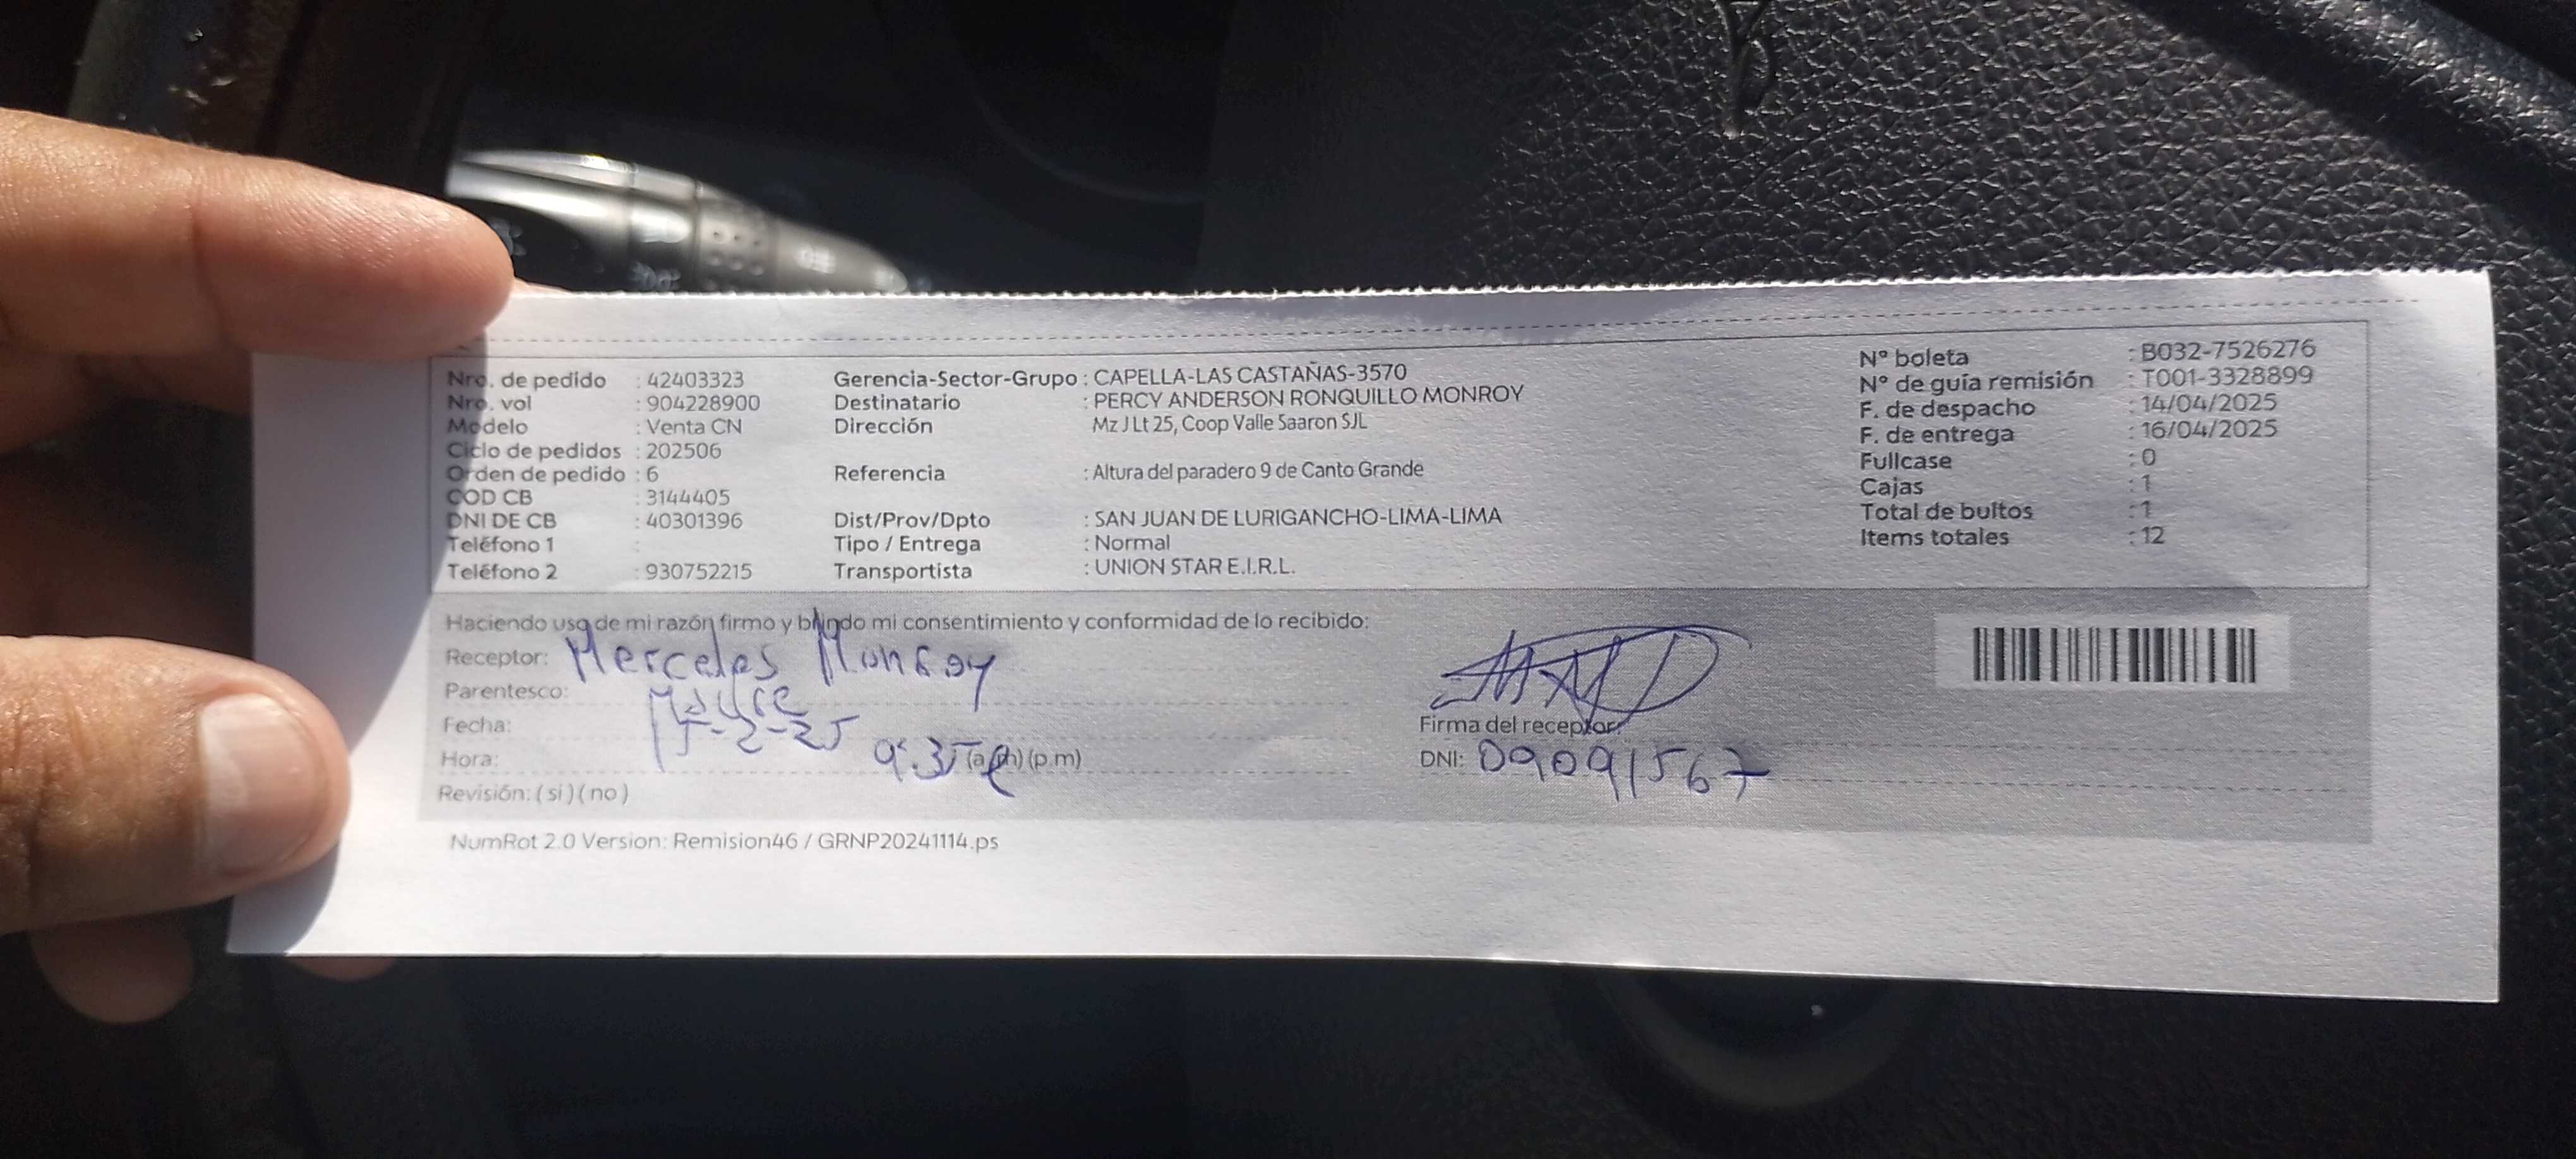 Nro. de pedido : 42403323
Nro. vol : 904228900
Modelo : Venta CN
Ciclo de pedidos : 202506
Orden de pedido : 6
COD CB : 3144405
DNI DE CB : 40301396
Teléfono 1 :
Teléfono 2 : 930752215
Gerencia-Sector-Grupo : CAPELLA-LAS CASTAÑAS-3570
Destinatario : PERCY ANDERSON RONQUILLO MONROY
Dirección Mz J Lt 25, Coop Valle Saaron SJL
Referencia : Altura del paradero 9 de Canto Grande
Dist/Prov/Dpto : SAN JUAN DE LURIGANCHO-LIMA-LIMA
Tipo / Entrega : Normal
Transportista : UNION STAR E.I.R.L.
Nº boleta : B032-7526276
Nº de guía remisión : T001-3328899
F. de despacho : 14/04/2025
F. de entrega : 16/04/2025
Fullcase : 0
Cajas : 1
Total de bultos : 1
Items totales : 12
Haciendo uso de mi razón firmo y brindo mi consentimiento y conformidad de lo recibido:
Receptor: Mercedes Monroy
Parentesco: Madre
Fecha: 15-2-25
Hora: 9:35 (a.m) (p.m)
Revisión: ( si ) ( no )
Firma del receptor:
DNI: 09091567
NumRot 2.0 Version: Remision46 / GRNP20241114.ps